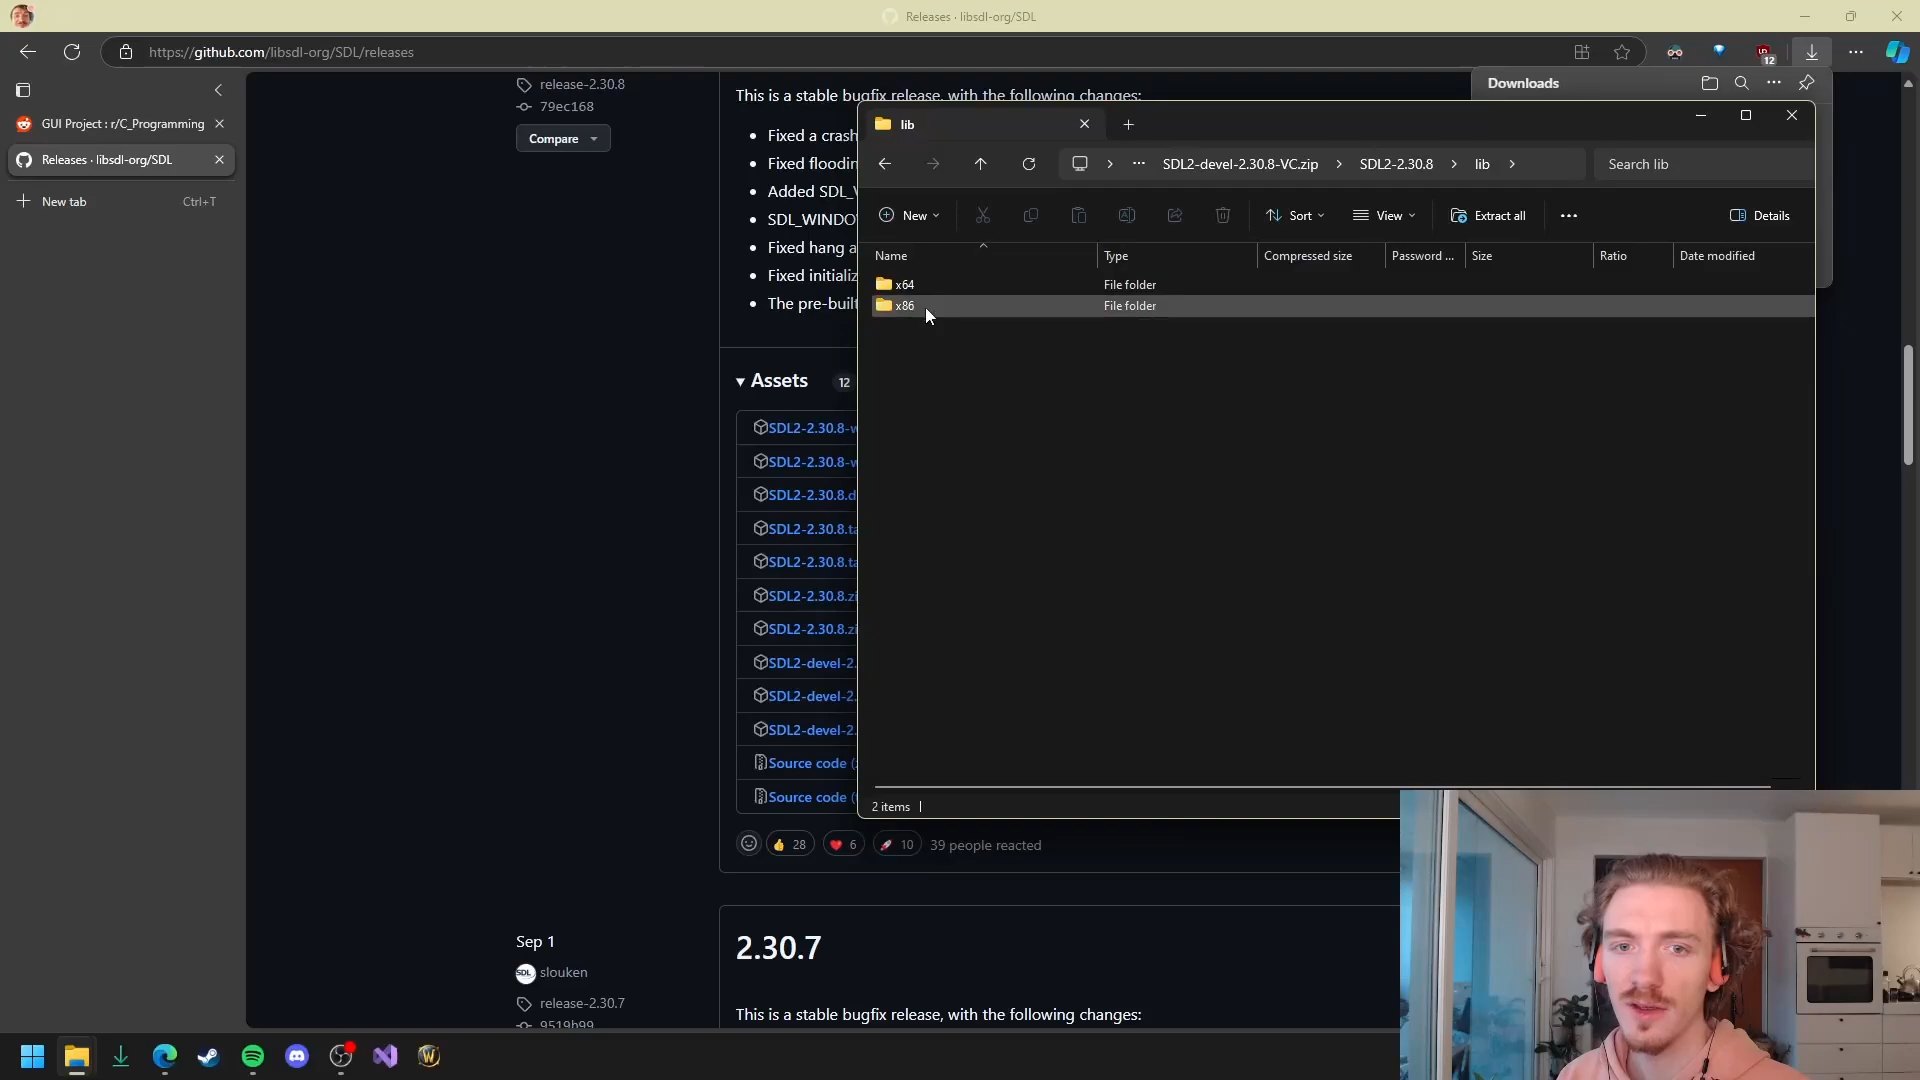 Releases · libsdl-org/SDL
https://github.com/libsdl-org/SDL/releases
12
GUI Project : r/C_Programming
Releases · libsdl-org/SDL
New tab
Ctrl+T
release-2.30.8
79ec168
Compare
This is a stable bugfix release, with the following changes:
Fixed a crash
Fixed floodin
Added SDL_
SDL_WINDO
Fixed hang a
Fixed initializ
The pre-built
Assets
12
SDL2-2.30.8-w
SDL2-2.30.8-w
SDL2-2.30.8.d
SDL2-2.30.8.ta
SDL2-2.30.8.ta
SDL2-2.30.8.zi
SDL2-2.30.8.zi
SDL2-devel-2.
SDL2-devel-2.
SDL2-devel-2.
Source code (
Source code (
28
6
10
39 people reacted
Sep 1
SDL
slouken
release-2.30.7
9519b99
2.30.7
This is a stable bugfix release, with the following changes:
Downloads
lib
SDL2-devel-2.30.8-VC.zip
SDL2-2.30.8
lib
Search lib
New
Sort
View
Extract all
Details
Name
Type
Compressed size
Password ...
Size
Ratio
Date modified
x64
File folder
x86
File folder
2 items